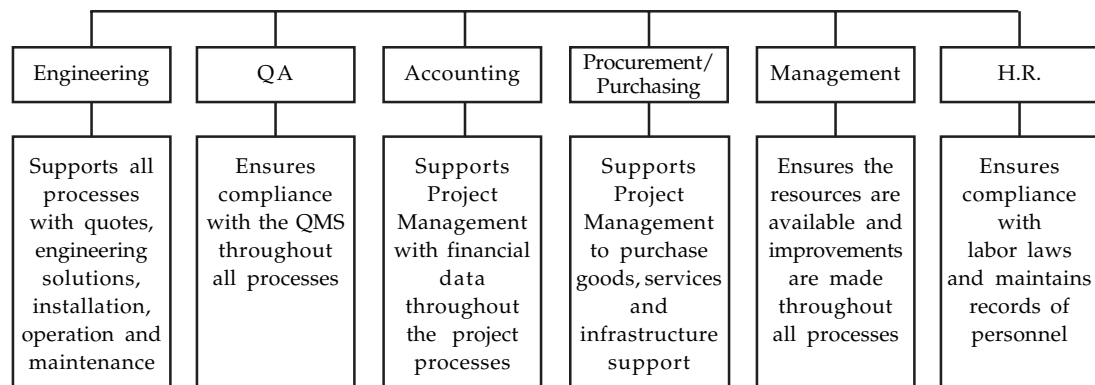 Engineering
QA
Accounting
Procurement/
Purchasing
Management
H.R.
Supports all
processes
with quotes,
engineering
solutions,
installation,
operation and
maintenance
Ensures
compliance
with the QMS
throughout
all processes
Supports
Project
Management
with financial
data
throughout
the project
processes
Supports
Project
Management
to purchase
goods, services
and
infrastructure
support
Ensures the
resources are
available and
improvements
are made
throughout
all processes
Ensures
compliance
with
labor laws
and maintains
records of
personnel